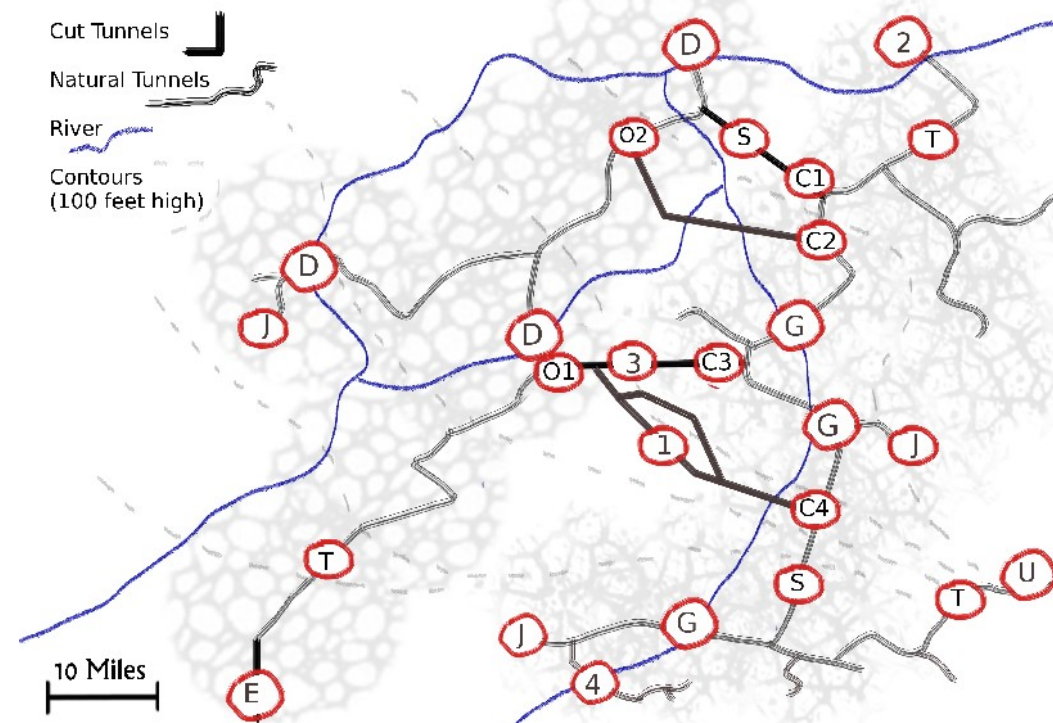 Cut Tunnels
Natural Tunnels
River
Contours
(100 feet high)
D
2
O2
S
T
C1
C2
D
J
D
G
O1
3
C3
1
G
J
C4
T
S
T
U
J
G
4
E
10 Miles